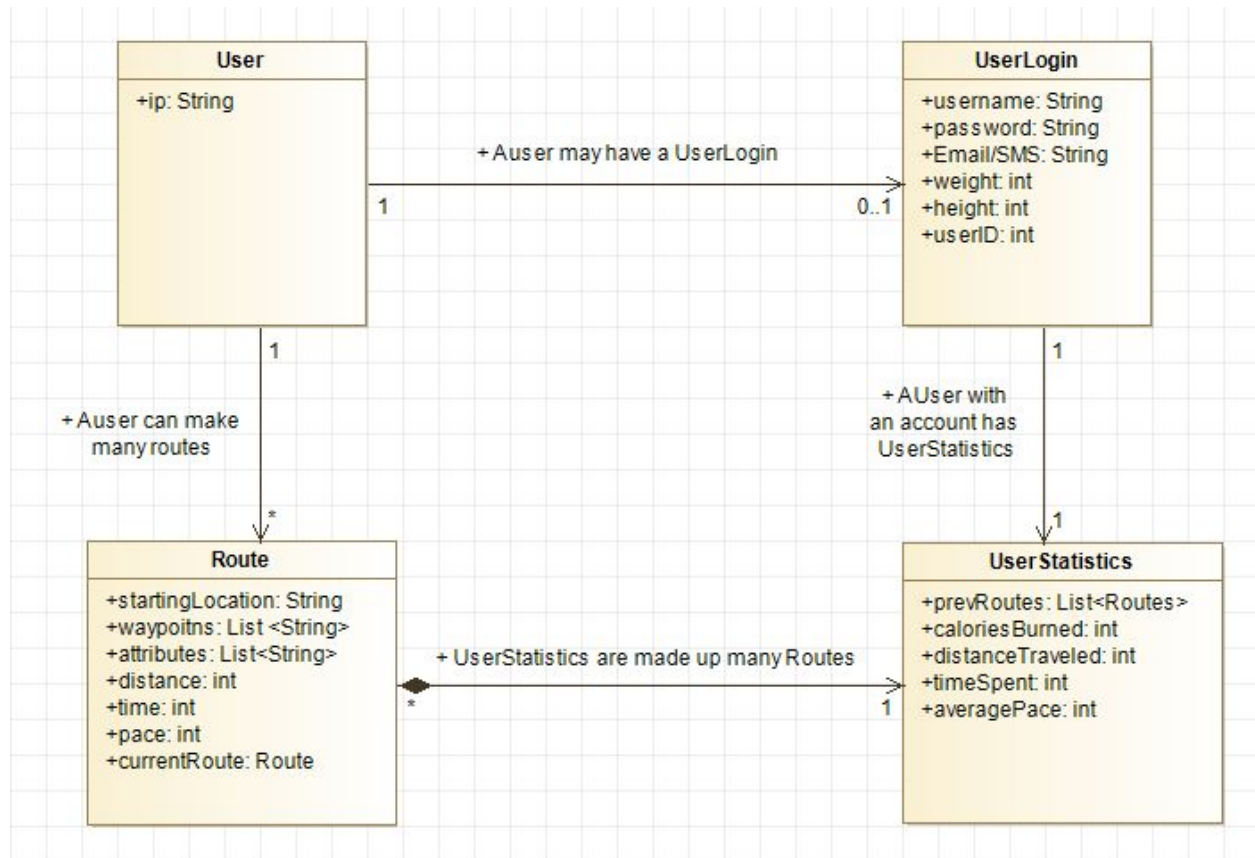 User
+ip: String
UserLogin
+username: String
+password: String
+Email/SMS: String
+weight: int
+height: int
+userID: int
+ Auser may have a UserLogin
1
0..1
1
+ Auser can make
many routes
*
1
+ AUser with
an account has
UserStatistics
1
Route
+startingLocation: String
+waypoitns: List <String>
+attributes: List<String>
+distance: int
+time: int
+pace: int
+currentRoute: Route
+ UserStatistics are made up many Routes
*
1
UserStatistics
+prevRoutes: List<Routes>
+caloriesBurned: int
+distanceTraveled: int
+timeSpent: int
+averagePace: int